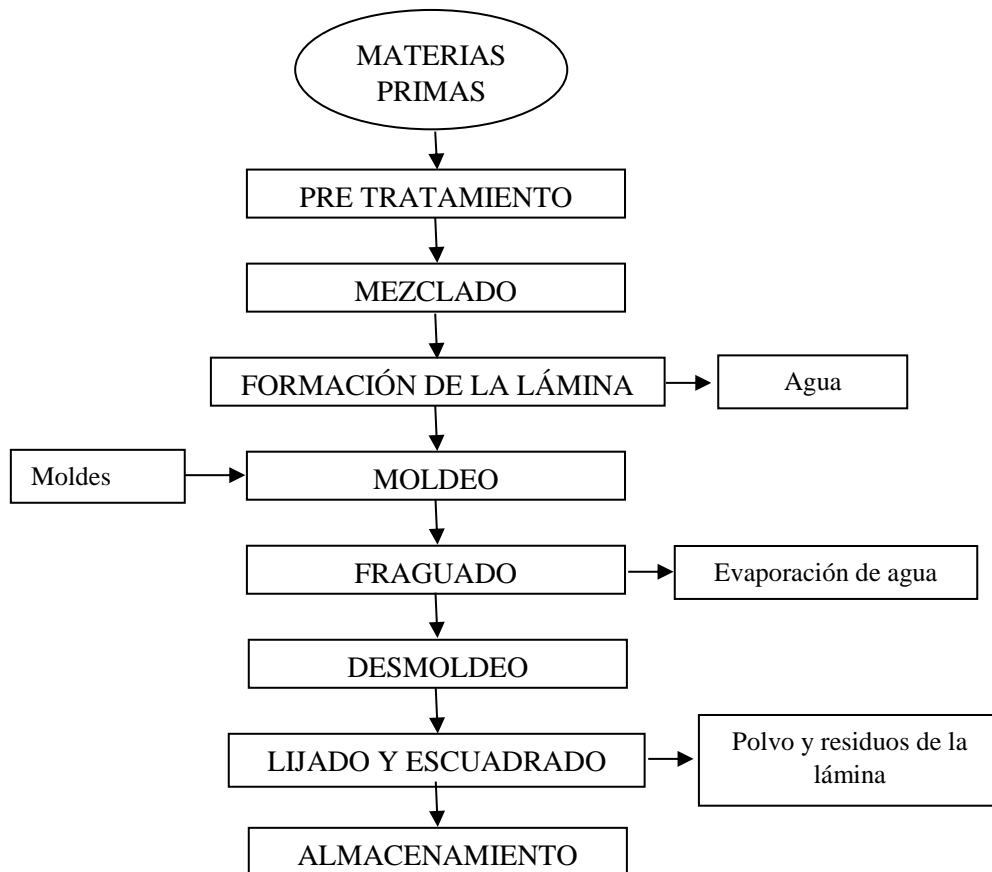 MATERIAS
PRIMAS
PRE TRATAMIENTO
MEZCLADO
FORMACIÓN DE LA LÁMINA
Agua
Moldes
MOLDEO
FRAGUADO
Evaporación de agua
DESMOLDEO
LIJADO Y ESCUADRADO
Polvo y residuos de la
lámina
ALMACENAMIENTO